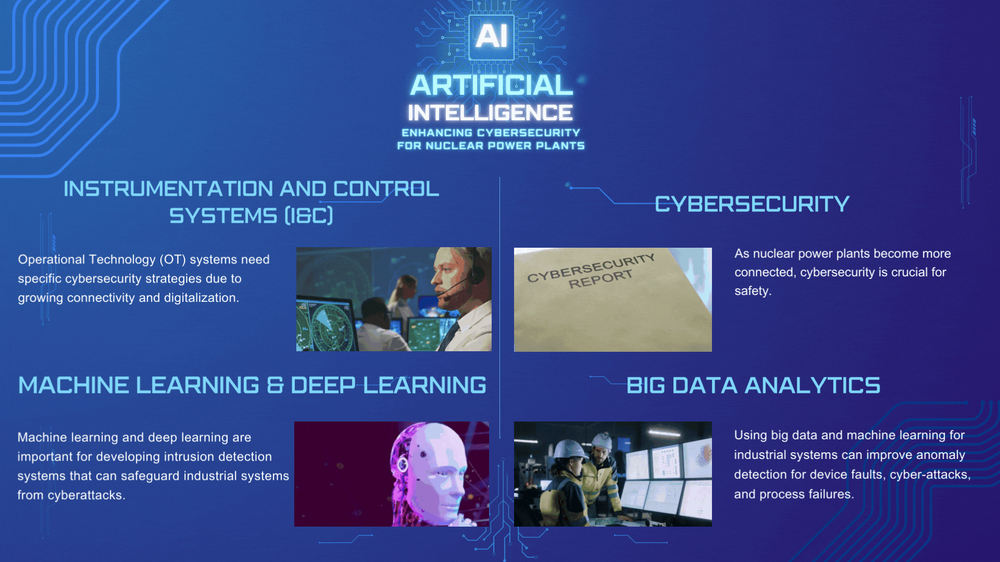 AI
ARTIFICIAL
INTELLIGENCE
ENHANCING CYBERSECURITY
FOR NUCLEAR POWER PLANTS
INSTRUMENTATION AND CONTROL
SYSTEMS (I&C)
Operational Technology (OT) systems need
specific cybersecurity strategies due to
growing connectivity and digitalization.
CYBERSECURITY
CYBERSECURITY
REPORT
As nuclear power plants become more
connected, cybersecurity is crucial for
safety.
MACHINE LEARNING & DEEP LEARNING
Machine learning and deep learning are
important for developing intrusion detection
systems that can safeguard industrial systems
from cyberattacks.
BIG DATA ANALYTICS
Using big data and machine learning for
industrial systems can improve anomaly
detection for device faults, cyber-attacks,
and process failures.